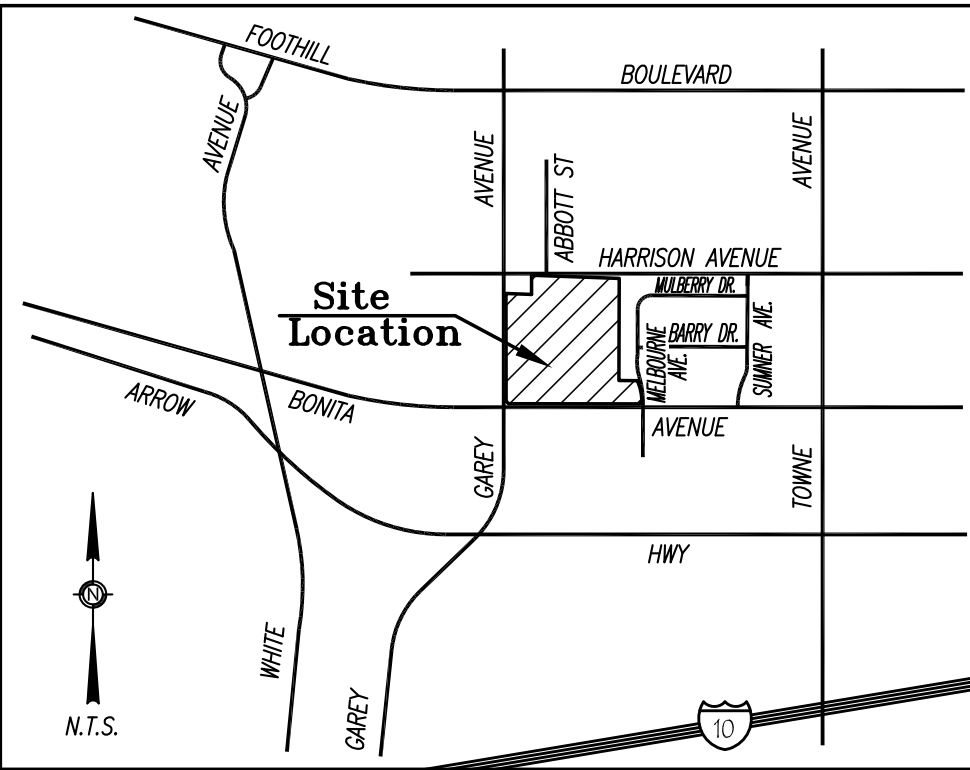 FOOTHILL
BOULEVARD
AVENUE
AVENUE
AVENUE
ABBOTT ST
HARRISON AVENUE
MULBERRY DR.
Site
Location
BARRY DR.
MELBOURNE
AVE.
SUMNER AVE.
ARROW
BONITA
AVENUE
GAREY
TOWNE
HWY
N
WHITE
GAREY
N.T.S.
10